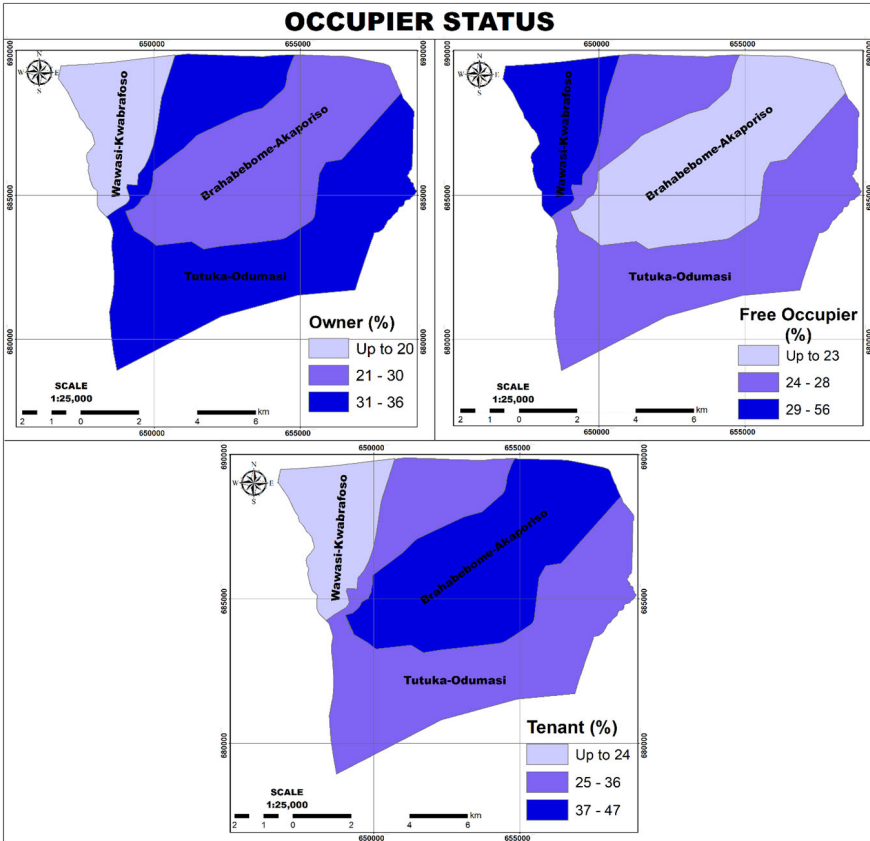 OCCUPIER STATUS
650000
655000
690000
685000
680000
N
W
E
S
Wawasi-Kwabrafoso
Brahabebome-Akaporiso
Tutuka-Odumasi
Owner (%)
Up to 20
21 - 30
31 - 36
SCALE
1:25,000
2 1 0 2 4 6 km
650000
655000
650000
655000
690000
685000
680000
N
W
E
S
Wawasi-Kwabrafoso
Brahabebome-Akaporiso
Tutuka-Odumasi
Free Occupier
(%)
Up to 23
24 - 28
29 - 56
SCALE
1:25,000
2 1 0 2 4 6 km
650000
655000
650000
655000
690000
685000
680000
N
W
E
S
Wawasi-Kwabrafoso
Brahabebome-Akaporiso
Tutuka-Odumasi
Tenant (%)
Up to 24
25 - 36
37 - 47
SCALE
1:25,000
2 1 0 2 4 6 km
650000
655000